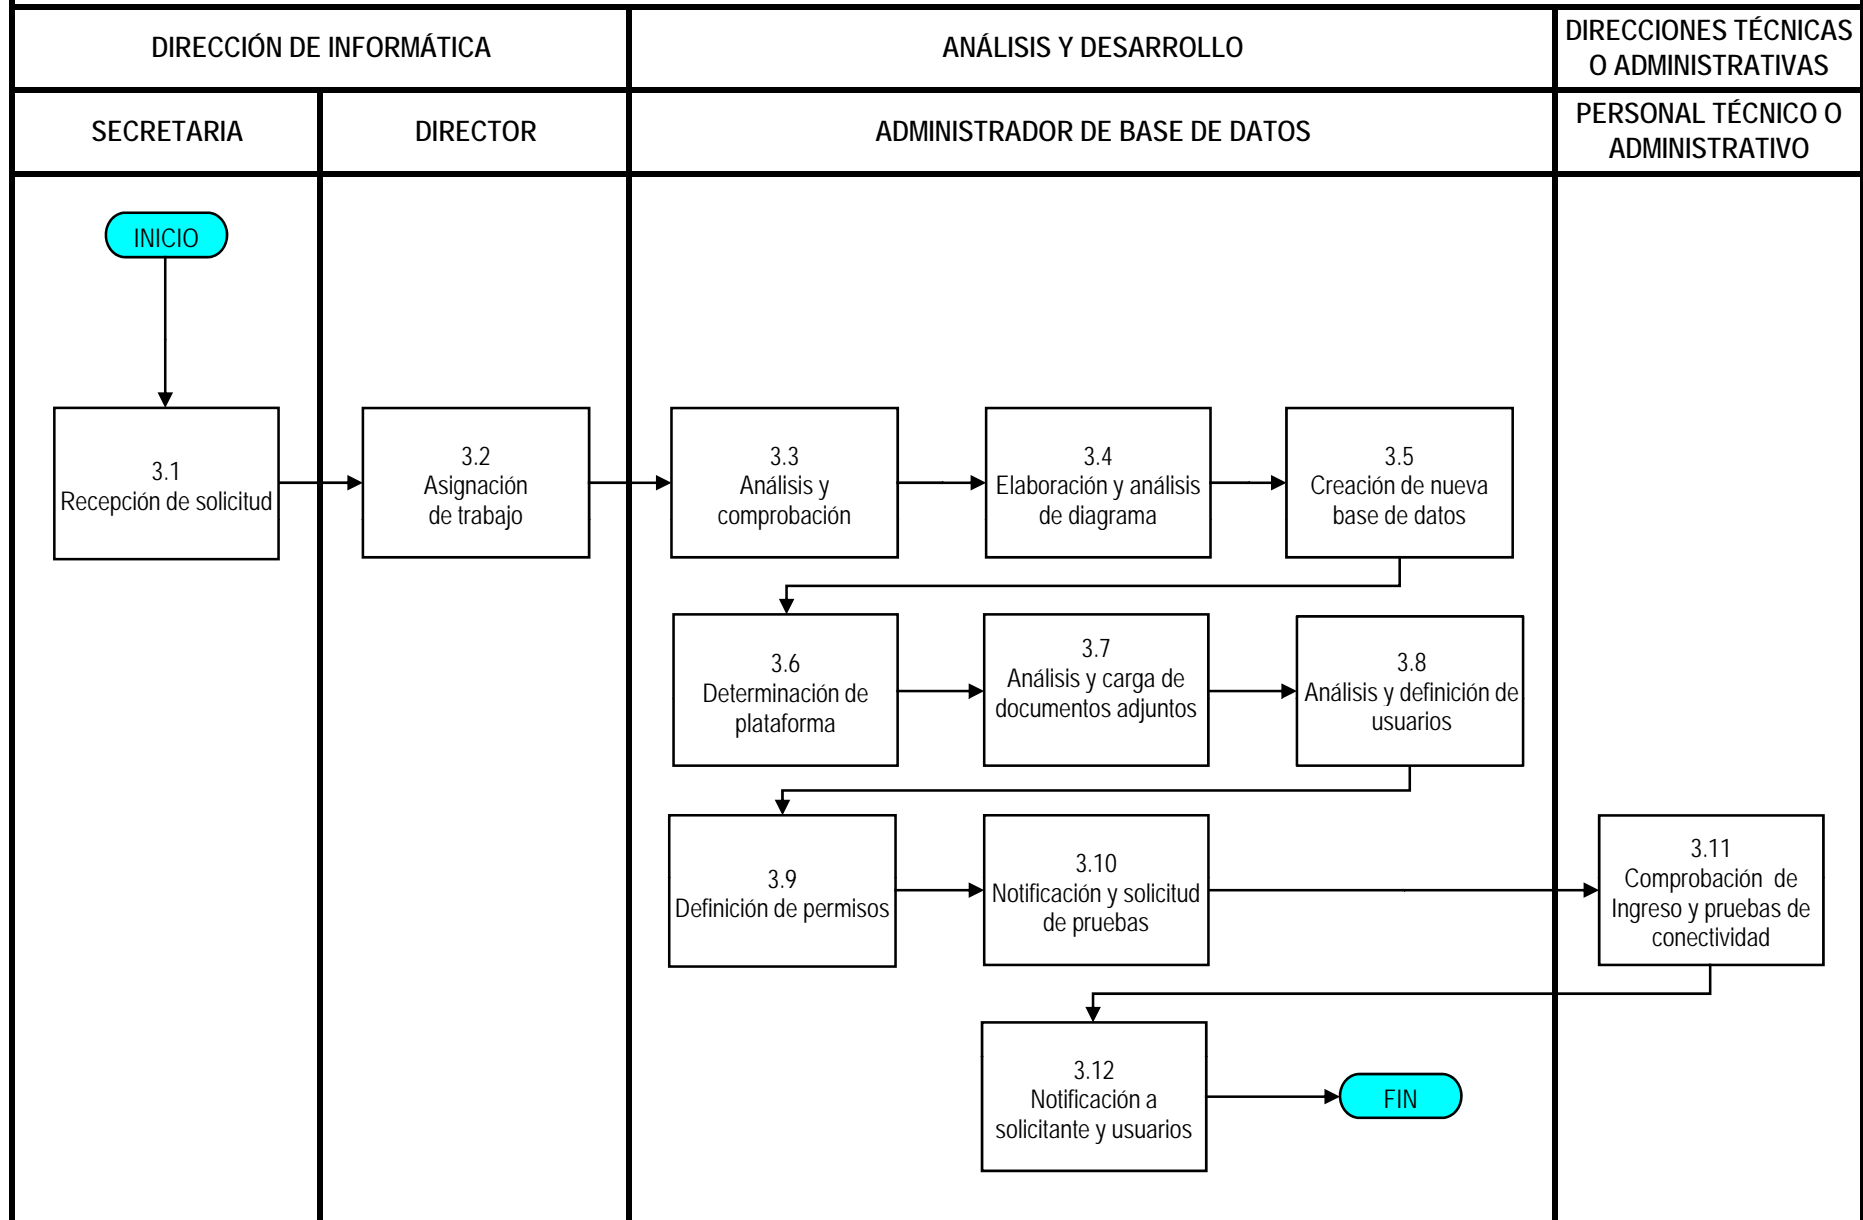 DIRECCIÓN DE INFORMÁTICA
ANÁLISIS Y DESARROLLO
DIRECCIONES TÉCNICAS
O ADMINISTRATIVAS
SECRETARIA
DIRECTOR
ADMINISTRADOR DE BASE DE DATOS
PERSONAL TÉCNICO O
ADMINISTRATIVO
INICIO
3.1
Recepción de solicitud
3.2
Asignación
de trabajo
3.3
Análisis y
comprobación
3.4
Elaboración y análisis
de diagrama
3.5
Creación de nueva
base de datos
3.6
Determinación de
plataforma
3.7
Análisis y carga de
documentos adjuntos
3.8
Análisis y definición de
usuarios
3.9
Definición de permisos
3.10
Notificación y solicitud
de pruebas
3.11
Comprobación de
Ingreso y pruebas de
conectividad
3.12
Notificación a
solicitante y usuarios
FIN